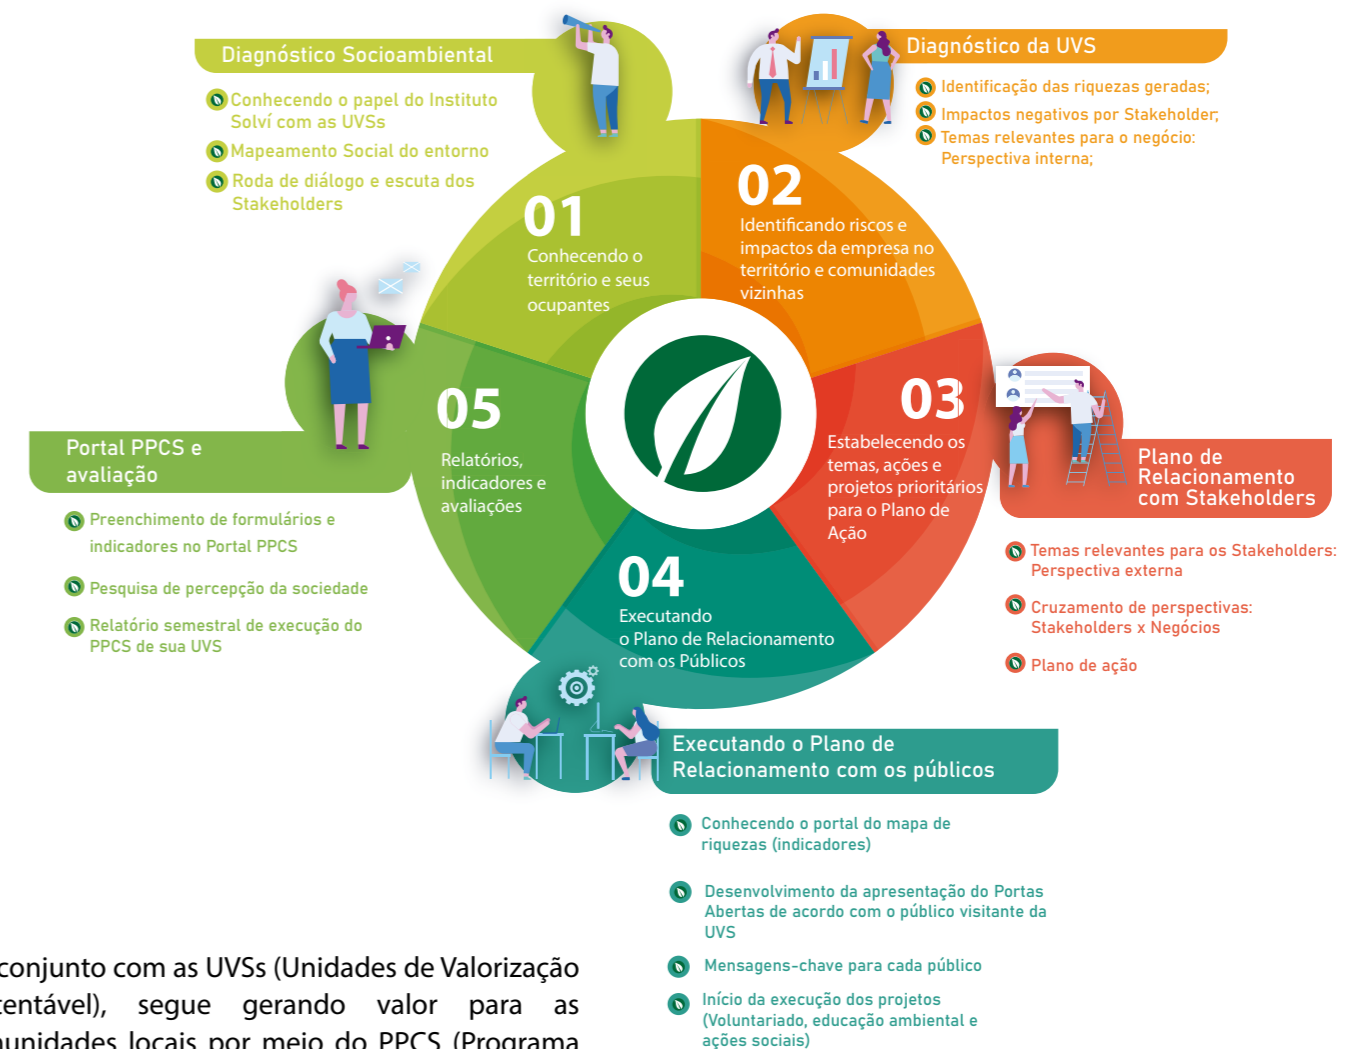 Diagnóstico Socioambiental
Conhecendo o papel do Instituto
Solví com as UVSs
Mapeamento Social do entorno
Roda de diálogo e escuta dos
Stakeholders
Diagnóstico da UVS
Identificação das riquezas geradas;
Impactos negativos por Stakeholder;
Temas relevantes para o negócio:
Perspectiva interna;
01
Conhecendo o
território e seus
ocupantes
02
Identificando riscos e
impactos da empresa no
território e comunidades
vizinhas
03
Estabelecendo os
temas, ações e
projetos prioritários
para o Plano de
Ação
Plano de
Relacionamento
com Stakeholders
Temas relevantes para os Stakeholders:
Perspectiva externa
Cruzamento de perspectivas:
Stakeholders x Negócios
Plano de ação
04
Executando
o Plano de Relacionamento
com os Públicos
Executando o Plano de
Relacionamento com os públicos
Conhecendo o portal do mapa de
riquezas (indicadores)
Desenvolvimento da apresentação do Portas
Abertas de acordo com o público visitante da
UVS
Mensagens-chave para cada público
Início da execução dos projetos
(Voluntariado, educação ambiental e
ações sociais)
05
Relatórios,
indicadores e
avaliações
Portal PPCS e
avaliação
Preenchimento de formulários e
indicadores no Portal PPCS
Pesquisa de percepção da sociedade
Relatório semestral de execução do
PPCS de sua UVS
conjunto com as UVSs (Unidades de Valorização
tentável), segue gerando valor para as
unidades locais por meio do PPCS (Programa